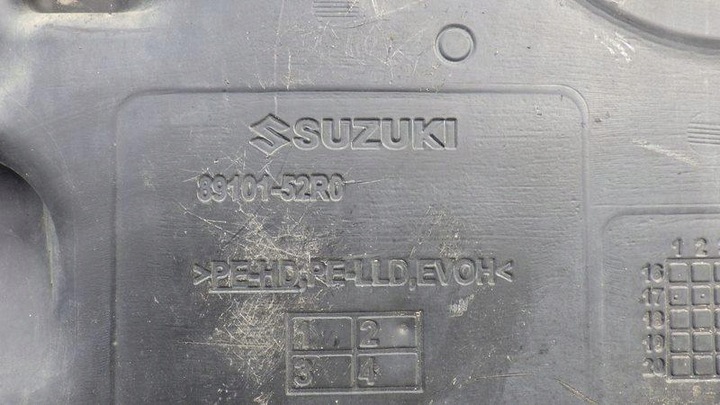 SUZUKI
89101-52R0
>PE-HD,PE-LLD,EVOH<
1 2
3 4
1 2
16
17
18
19
20